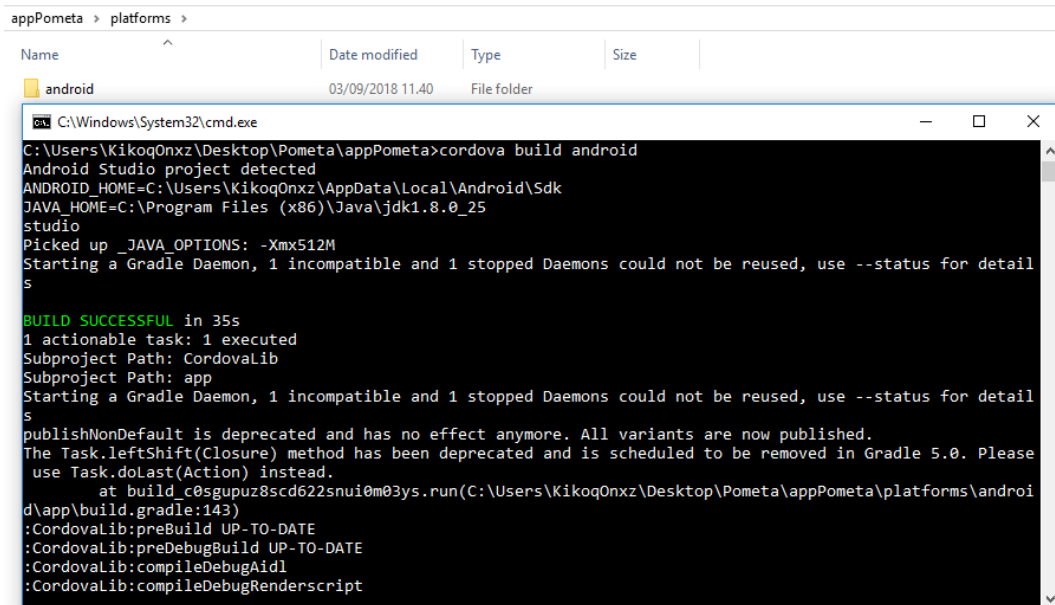 appPometa > platforms >
Name Date modified Type Size
android 03/09/2018 11.40 File folder
C:\Windows\System32\cmd.exe
C:\Users\KikoqOnxz\Desktop\Pometa\appPometa>cordova build android
Android Studio project detected
ANDROID_HOME=C:\Users\KikoqOnxz\AppData\Local\Android\Sdk
JAVA_HOME=C:\Program Files (x86)\Java\jdk1.8.0_25
studio
Picked up _JAVA_OPTIONS: -Xmx512M
Starting a Gradle Daemon, 1 incompatible and 1 stopped Daemons could not be reused, use --status for detail
s
BUILD SUCCESSFUL in 35s
1 actionable task: 1 executed
Subproject Path: CordovaLib
Subproject Path: app
Starting a Gradle Daemon, 1 incompatible and 1 stopped Daemons could not be reused, use --status for detail
s
publishNonDefault is deprecated and has no effect anymore. All variants are now published.
The Task.leftShift(Closure) method has been deprecated and is scheduled to be removed in Gradle 5.0. Please
 use Task.doLast(Action) instead.
        at build_c0sgupuz8scd622snui0m03ys.run(C:\Users\KikoqOnxz\Desktop\Pometa\appPometa\platforms\androi
d\app\build.gradle:143)
:CordovaLib:preBuild UP-TO-DATE
:CordovaLib:preDebugBuild UP-TO-DATE
:CordovaLib:compileDebugAidl
:CordovaLib:compileDebugRenderscript